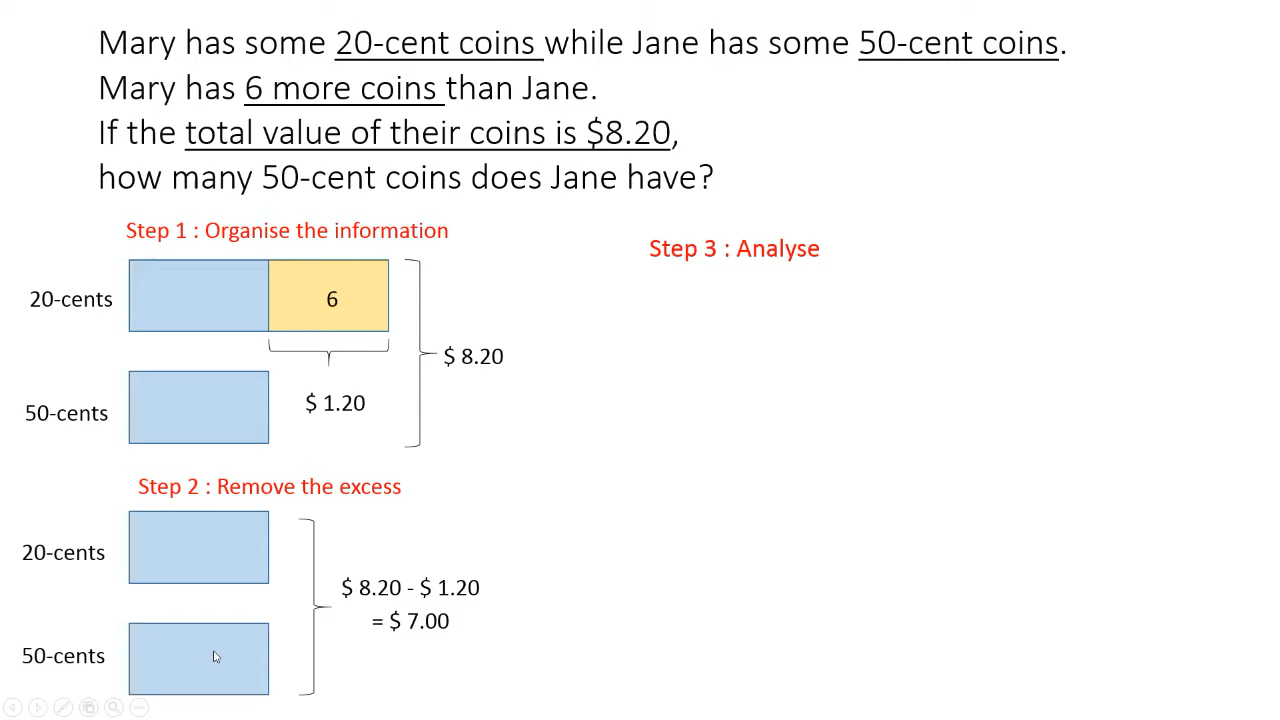 Mary has some 20-cent coins while Jane has some 50-cent coins.
Mary has 6 more coins than Jane.
If the total value of their coins is $8.20,
how many 50-cent coins does Jane have?
Step 1 : Organise the information
20-cents
6
$ 8.20
50-cents
$ 1.20
Step 2 : Remove the excess
20-cents
$ 8.20 - $ 1.20
= $ 7.00
50-cents
Step 3 : Analyse